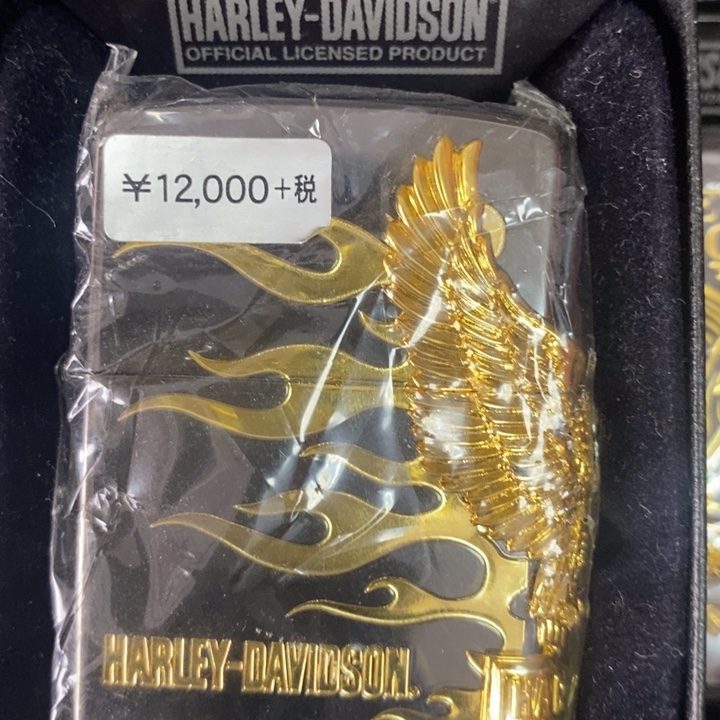 HARLEY-DAVIDSON
OFFICIAL LICENSED PRODUCT
¥12,000+税
HARLEY-DAVIDSON.